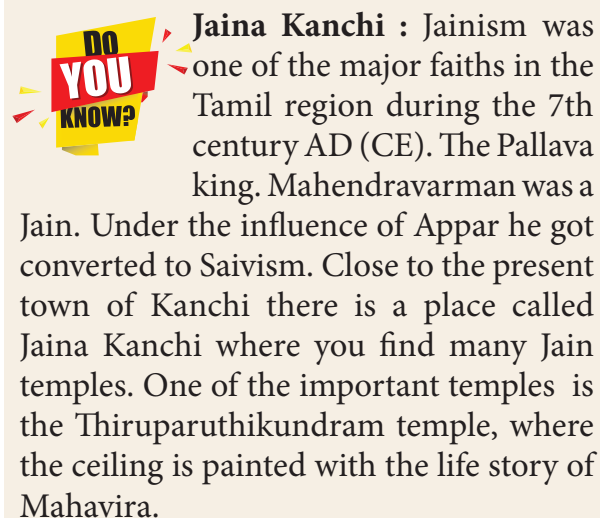 DO
YOU
KNOW?
Jaina Kanchi : Jainism was
one of the major faiths in the
Tamil region during the 7th
century AD (CE). The Pallava
king. Mahendravarman was a
Jain. Under the influence of Appar he got
converted to Saivism. Close to the present
town of Kanchi there is a place called
Jaina Kanchi where you find many Jain
temples. One of the important temples is
the Thiruparuthikundram temple, where
the ceiling is painted with the life story of
Mahavira.